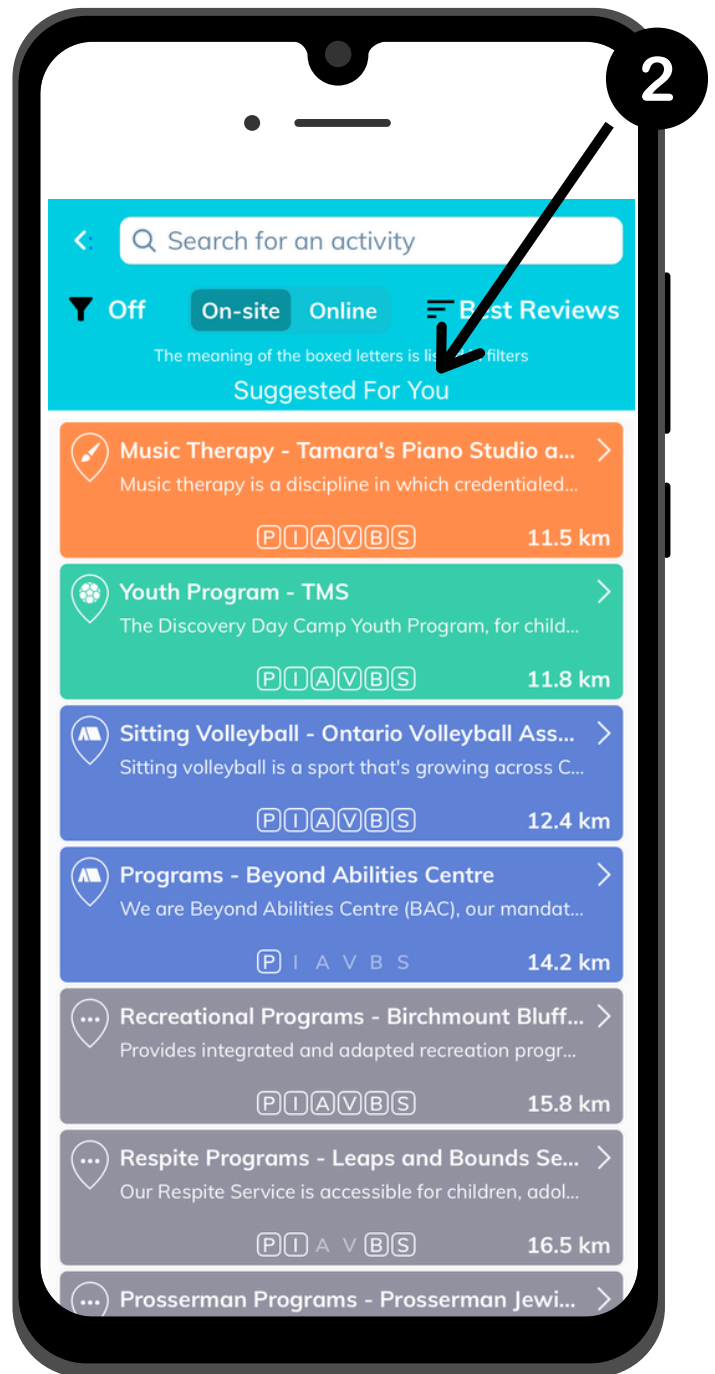 2
Search for an activity
Off On-site Online Best Reviews
The meaning of the boxed letters is listed in filters
Suggested For You
Music Therapy - Tamara's Piano Studio a...
Music therapy is a discipline in which credentialed...
P I A V B S 11.5 km
Youth Program - TMS
The Discovery Day Camp Youth Program, for child...
P I A V B S 11.8 km
Sitting Volleyball - Ontario Volleyball Ass...
Sitting volleyball is a sport that's growing across C...
P I A V B S 12.4 km
Programs - Beyond Abilities Centre
We are Beyond Abilities Centre (BAC), our mandat...
P I A V B S 14.2 km
Recreational Programs - Birchmount Bluff...
Provides integrated and adapted recreation progr...
P I A V B S 15.8 km
Respite Programs - Leaps and Bounds Se...
Our Respite Service is accessible for children, adol...
P I A V B S 16.5 km
Prosserman Programs - Prosserman Jewi...